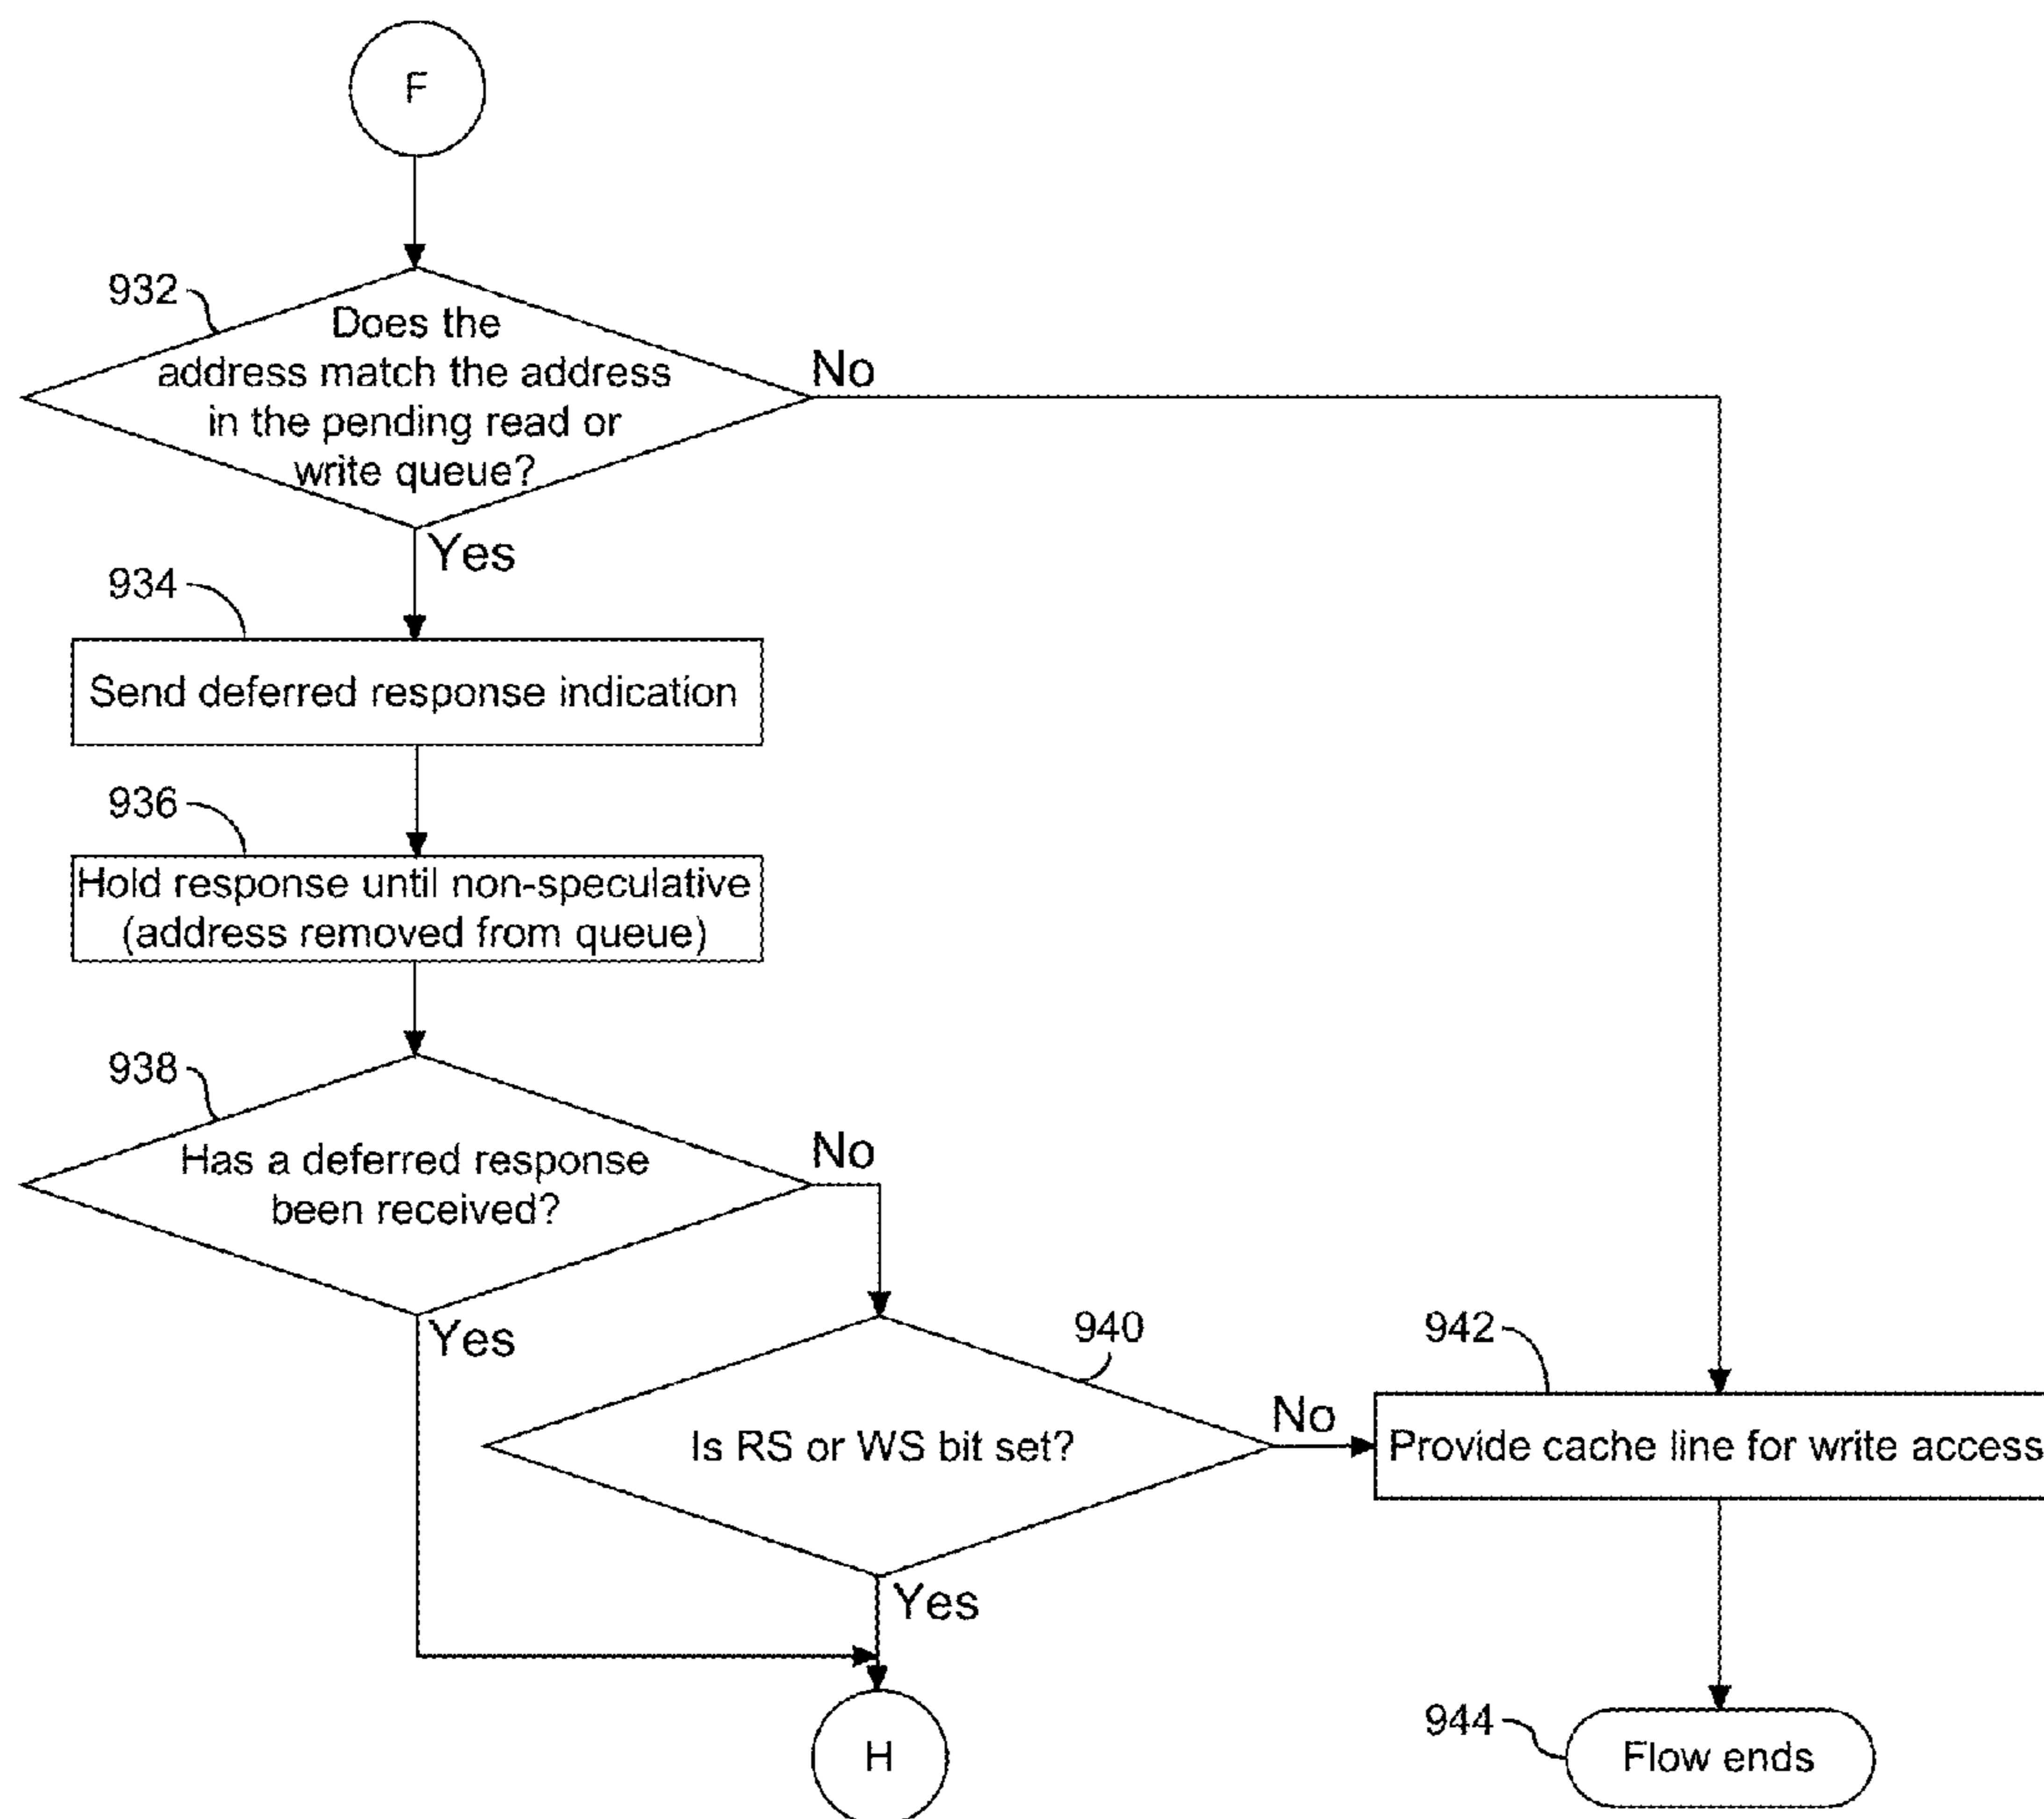 F
932
Does the
address match the address
in the pending read or
write queue?
No
Yes
934
Send deferred response indication
936
Hold response until non-speculative
(address removed from queue)
938
Has a deferred response
been received?
No
Yes
940
Is RS or WS bit set?
No
Yes
942
Provide cache line for write access
H
944
Flow ends